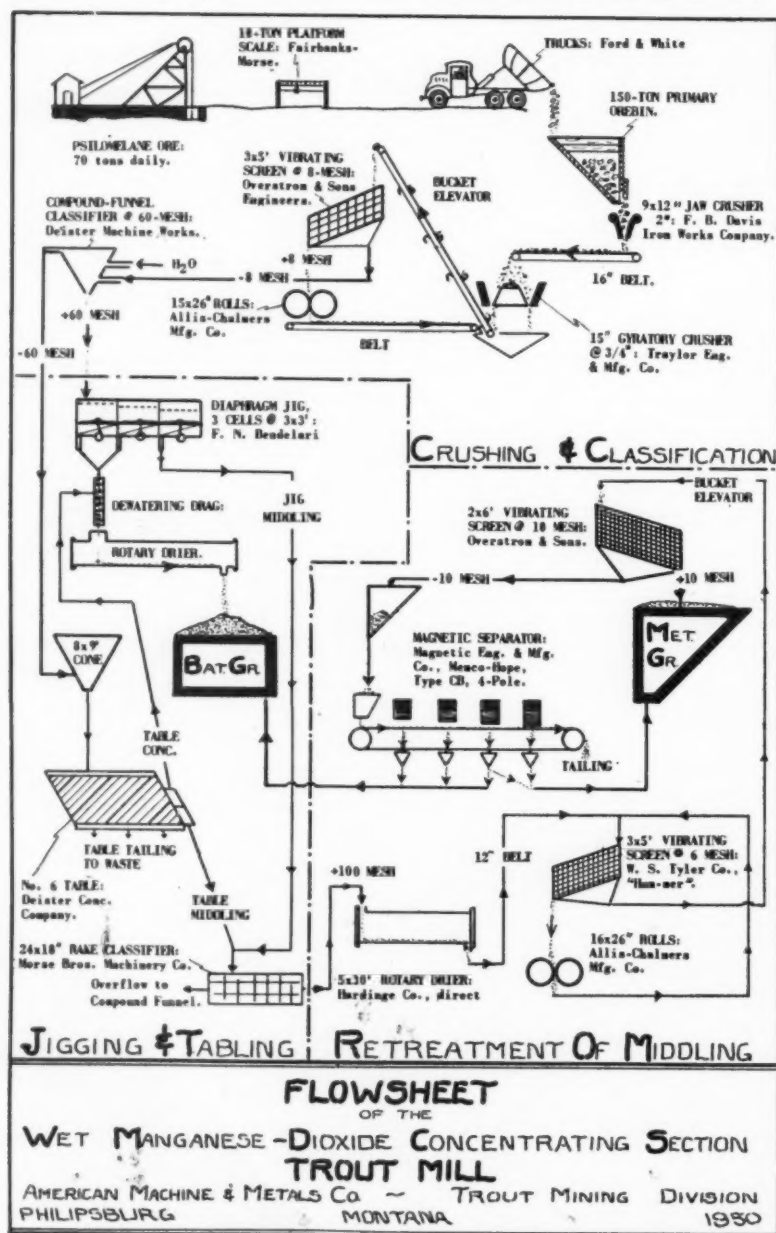 18-TON PLATFORM
SCALE: Fairbanks-
Morse.
TRUCKS: Ford & White
150-TON PRIMARY
OREBIN.
PSILOMELANE ORE:
70 tons daily.
3x5' VIBRATING
SCREEN @ 8-MESH:
Overstrom & Sons
Engineers.
BUCKET
ELEVATOR
9x12" JAW CRUSHER
2": F. B. Davis
Iron Works Company.
COMPOUND-FUNNEL
CLASSIFIER @ 60-MESH:
Deister Machine Works.
H₂O
+8 MESH
-8 MESH
16" BELT.
15x26" ROLLS:
Allis-Chalmers
Mfg. Co.
BELT
15" GYRATORY CRUSHER
@ 3/4": Traylor Eng.
& Mfg. Co.
+60 MESH
-60 MESH
CRUSHING & CLASSIFICATION
DIAPHRAGM JIG,
3 CELLS @ 3x3':
F. N. Bendelari
JIG
MIDDLING
DEWATERING DRAG:
ROTARY DRIER.
BAT. GR.
8x9'
CONE.
TABLE
CONC.
TABLE TAILING
TO WASTE
No. 6 TABLE:
Deister Conc.
Company.
TABLE
MIDDLING
24x18" RAKE CLASSIFIER:
Morse Bros. Machinery Co.
Overflow to
Compound Funnel.
JIGGING & TABLING
BUCKET
ELEVATOR
2x6' VIBRATING
SCREEN @ 10 MESH:
Overstrom & Sons.
-10 MESH
+10 MESH
MET.
GR.
MAGNETIC SEPARATOR:
Magnetic Eng. & Mfg.
Co., Memco-Hope,
Type CB, 4-Pole.
TAILING
12" BELT
3x5' VIBRATING
SCREEN @ 6 MESH:
W. S. Tyler Co.,
"Hum-mer".
+100 MESH
16x26" ROLLS:
Allis-Chalmers
Mfg. Co.
5x30' ROTARY DRIER:
Hardinge Co., direct
RETREATMENT OF MIDDLING
FLOWSHEET
OF THE
WET MANGANESE-DIOXIDE CONCENTRATING SECTION
TROUT MILL
AMERICAN MACHINE & METALS Co ~ TROUT MINING DIVISION
PHILIPSBURG MONTANA 1950